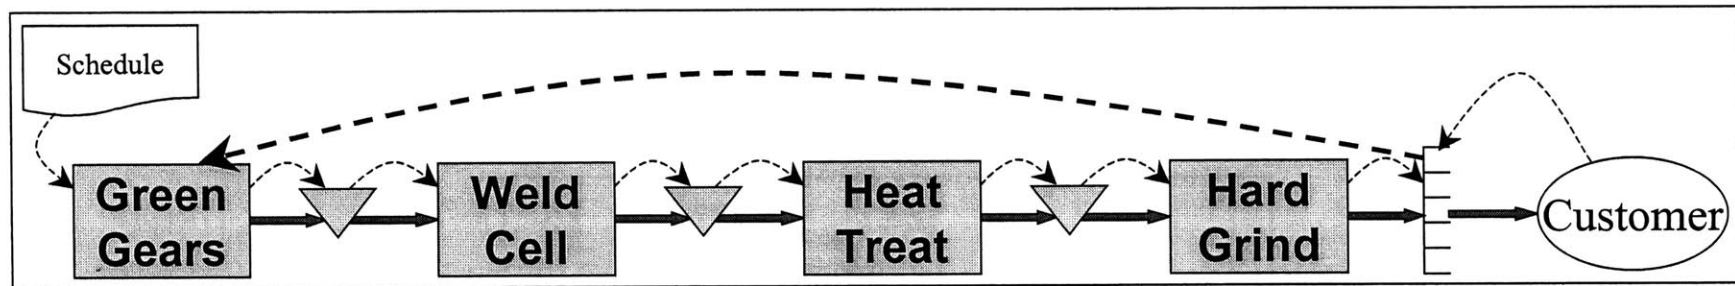 Schedule
Green
Gears
Weld
Cell
Heat
Treat
Hard
Grind
Customer